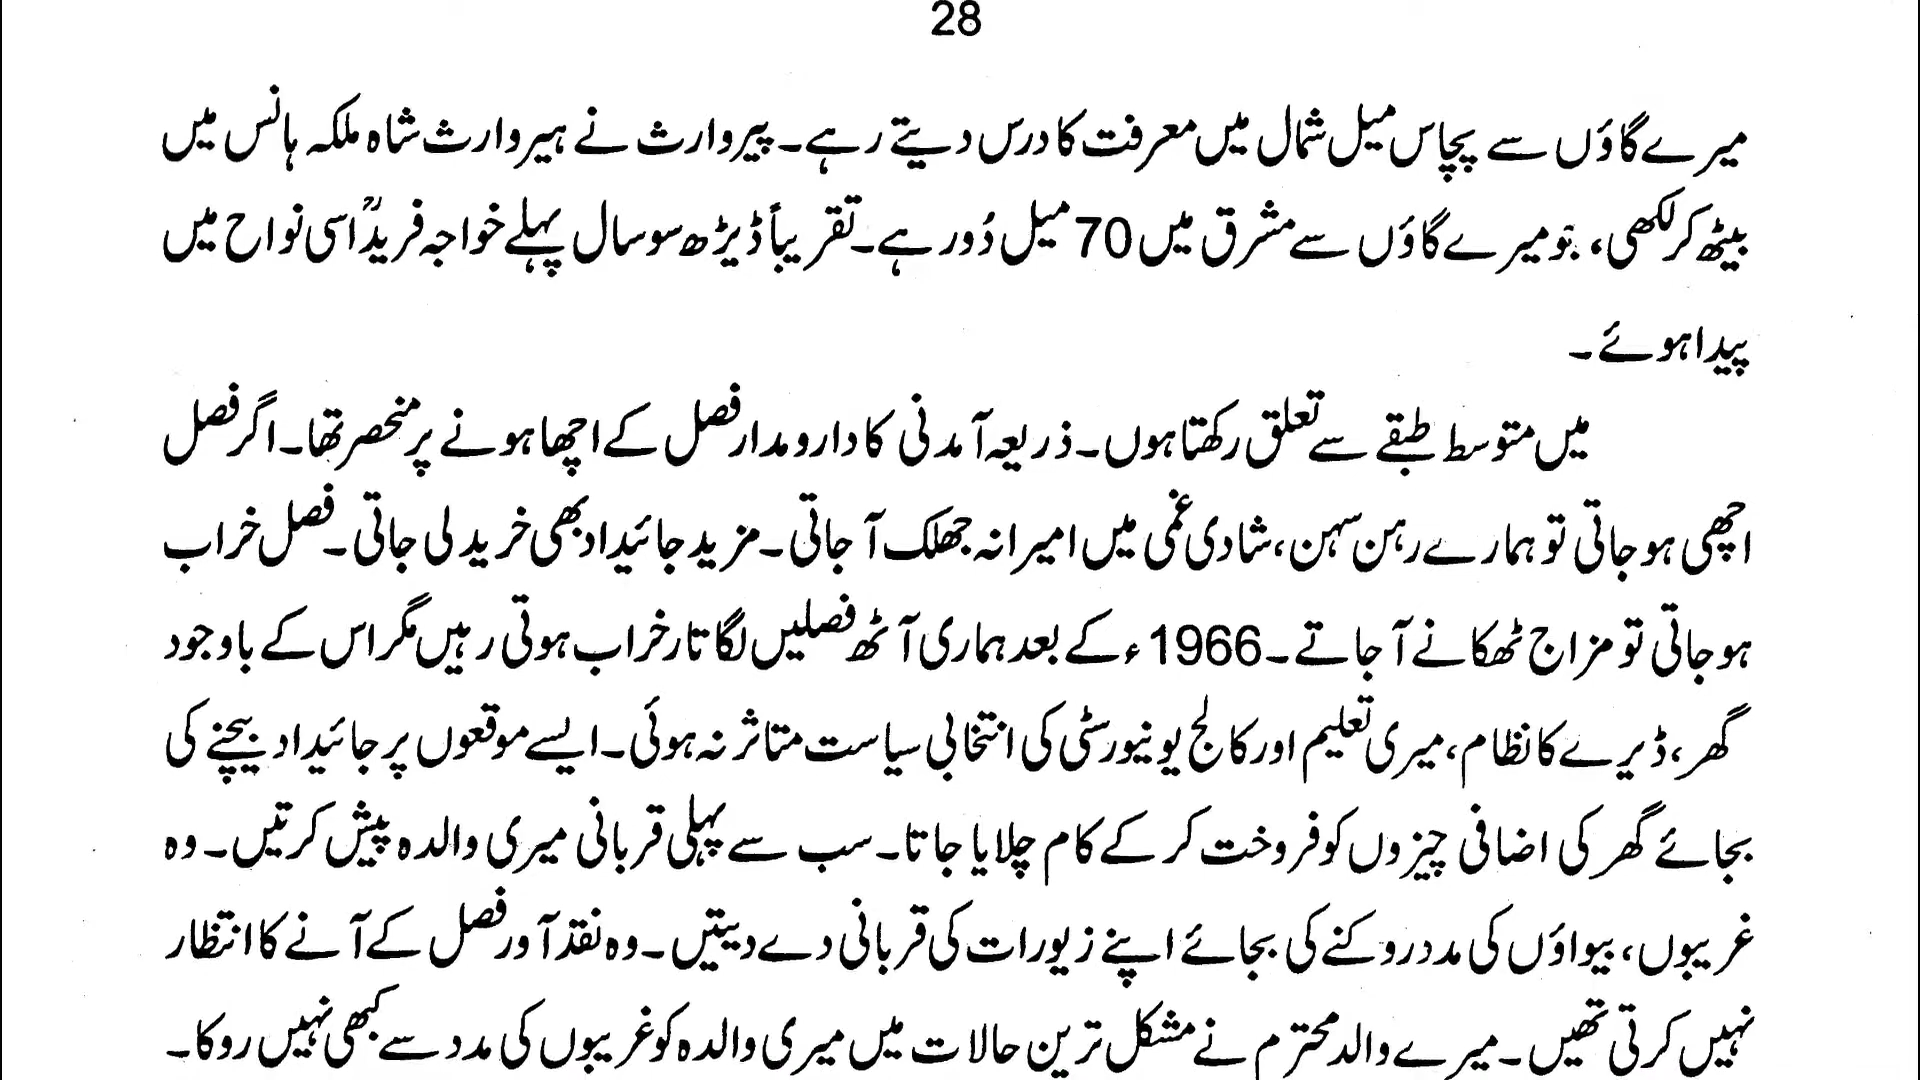 28
میرے گاؤں سے پچاس میل شمال میں معرفت کا درس دیتے رہے۔ پیر وارث نے ہیر وارث شاہ ملکہ ہانس میں
بیٹھ کر لکھی، جو میرے گاؤں سے مشرق میں 70 میل دُور ہے۔ تقریباً ڈیڑھ سو سال پہلے خواجہ فریدؒ اسی نواح میں
پیدا ہوئے۔
میں متوسط طبقے سے تعلق رکھتا ہوں۔ ذریعہ آمدنی کا دارومدار فصل کے اچھا ہونے پر منحصر تھا۔ اگر فصل
اچھی ہو جاتی تو ہمارے رہن سہن، شادی غمی میں امیرانہ جھلک آ جاتی۔ مزید جائیداد بھی خرید لی جاتی۔ فصل خراب
ہو جاتی تو مزاج ٹھکانے آ جاتے۔ 1966ء کے بعد ہماری آٹھ فصلیں لگاتار خراب ہوتی رہیں مگر اس کے باوجود
گھر، ڈیرے کا نظام، میری تعلیم اور کالج یونیورسٹی کی انتخابی سیاست متاثر نہ ہوئی۔ ایسے موقعوں پر جائیداد بیچنے کی
بجائے گھر کی اضافی چیزوں کو فروخت کر کے کام چلایا جاتا۔ سب سے پہلی قربانی میری والدہ پیش کرتیں۔ وہ
غریبوں، بیواؤں کی مدد روکنے کی بجائے اپنے زیورات کی قربانی دے دیتیں۔ وہ نقد آور فصل کے آنے کا انتظار
نہیں کرتی تھیں۔ میرے والد محترم نے مشکل ترین حالات میں میری والدہ کو غریبوں کی مدد سے کبھی نہیں روکا۔